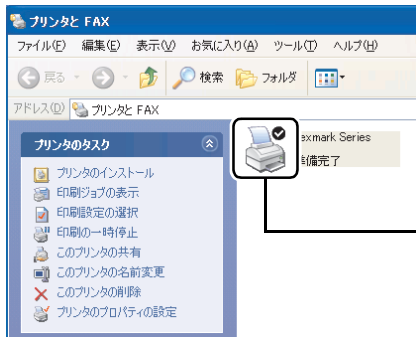 プリンタと FAX
ファイル(F) 編集(E) 表示(V) お気に入り(A) ツール(T) ヘルプ(H)
戻る 検索 フォルダ
アドレス(D) プリンタと FAX
プリンタのタスク
exmark Series
準備完了
プリンタのインストール
印刷ジョブの表示
印刷設定の選択
印刷の一時停止
このプリンタの共有
このプリンタの名前変更
このプリンタの削除
プリンタのプロパティの設定